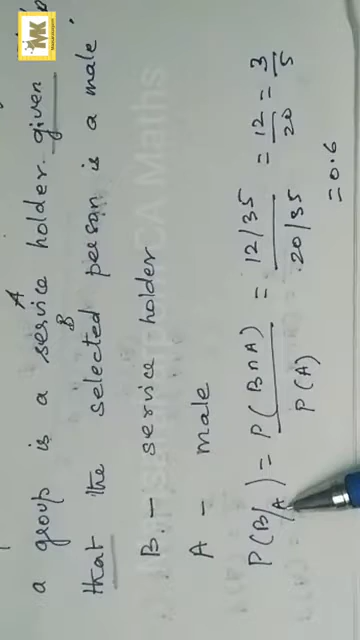 a group is a service holder given
A
that the selected person is a male.
B
B - service holder
A - male
P(B/A) = P(B∩A) / P(A) = 12/35 / 20/35 = 12/20 = 3/5
= 0.6
MK